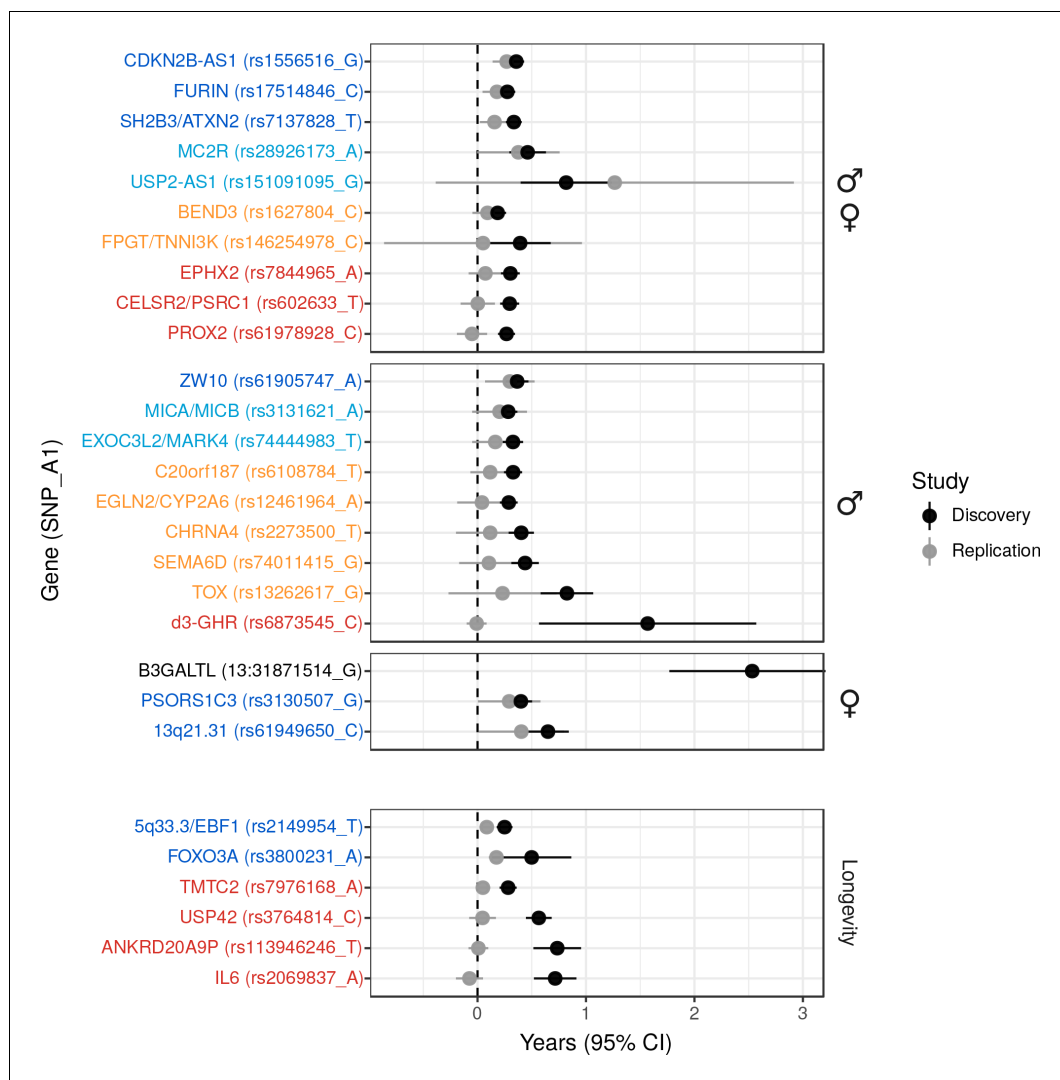 CDKN2B-AS1 (rs1556516_G)
FURIN (rs17514846_C)
SH2B3/ATXN2 (rs7137828_T)
MC2R (rs28926173_A)
USP2-AS1 (rs151091095_G)
BEND3 (rs1627804_C)
FPGT/TNNI3K (rs146254978_C)
EPHX2 (rs7844965_A)
CELSR2/PSRC1 (rs602633_T)
PROX2 (rs61978928_C)
♂
♀
ZW10 (rs61905747_A)
MICA/MICB (rs3131621_A)
EXOC3L2/MARK4 (rs74444983_T)
C20orf187 (rs6108784_T)
EGLN2/CYP2A6 (rs12461964_A)
CHRNA4 (rs2273500_T)
SEMA6D (rs74011415_G)
TOX (rs13262617_G)
d3-GHR (rs6873545_C)
♂
B3GALTL (13:31871514_G)
PSORS1C3 (rs3130507_G)
13q21.31 (rs61949650_C)
♀
5q33.3/EBF1 (rs2149954_T)
FOXO3A (rs3800231_A)
TMTC2 (rs7976168_A)
USP42 (rs3764814_C)
ANKRD20A9P (rs113946246_T)
IL6 (rs2069837_A)
Longevity
0 1 2 3
Years (95% CI)
Gene (SNP_A1)
Study
Discovery
Replication